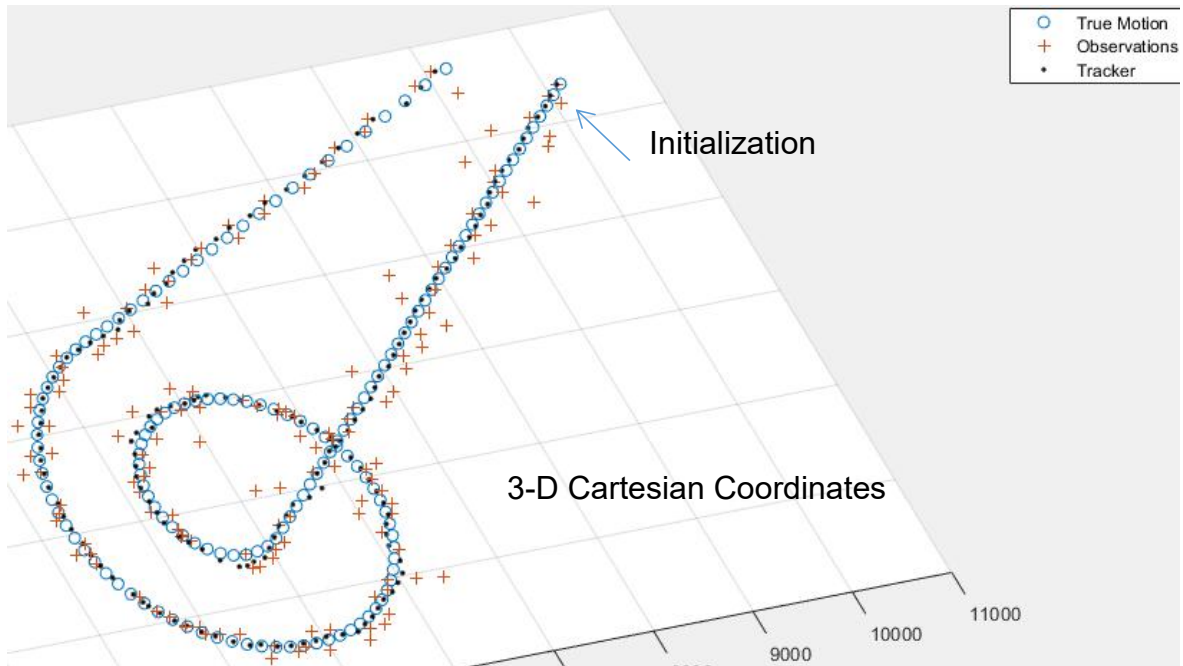 True Motion
Observations
Tracker
Initialization
3-D Cartesian Coordinates
11000
10000
9000